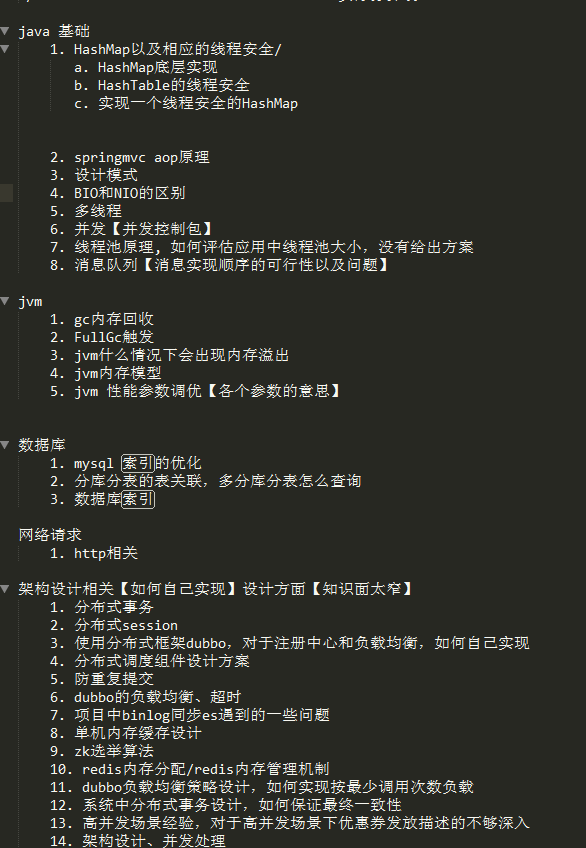 java 基础
1. HashMap以及相应的线程安全/
a. HashMap底层实现
b. HashTable的线程安全
c. 实现一个线程安全的HashMap
2. springmvc aop原理
3. 设计模式
4. BIO和NIO的区别
5. 多线程
6. 并发【并发控制包】
7. 线程池原理, 如何评估应用中线程池大小，没有给出方案
8. 消息队列【消息实现顺序的可行性以及问题】
jvm
1. gc内存回收
2. FullGc触发
3. jvm什么情况下会出现内存溢出
4. jvm内存模型
5. jvm 性能参数调优【各个参数的意思】
数据库
1. mysql 索引的优化
2. 分库分表的表关联，多分库分表怎么查询
3. 数据库索引
网络请求
1. http相关
架构设计相关【如何自己实现】设计方面【知识面太窄】
1. 分布式事务
2. 分布式session
3. 使用分布式框架dubbo，对于注册中心和负载均衡，如何自己实现
4. 分布式调度组件设计方案
5. 防重复提交
6. dubbo的负载均衡、超时
7. 项目中binlog同步es遇到的一些问题
8. 单机内存缓存设计
9. zk选举算法
10. redis内存分配/redis内存管理机制
11. dubbo负载均衡策略设计，如何实现按最少调用次数负载
12. 系统中分布式事务设计，如何保证最终一致性
13. 高并发场景经验，对于高并发场景下优惠券发放描述的不够深入
14. 架构设计、并发处理